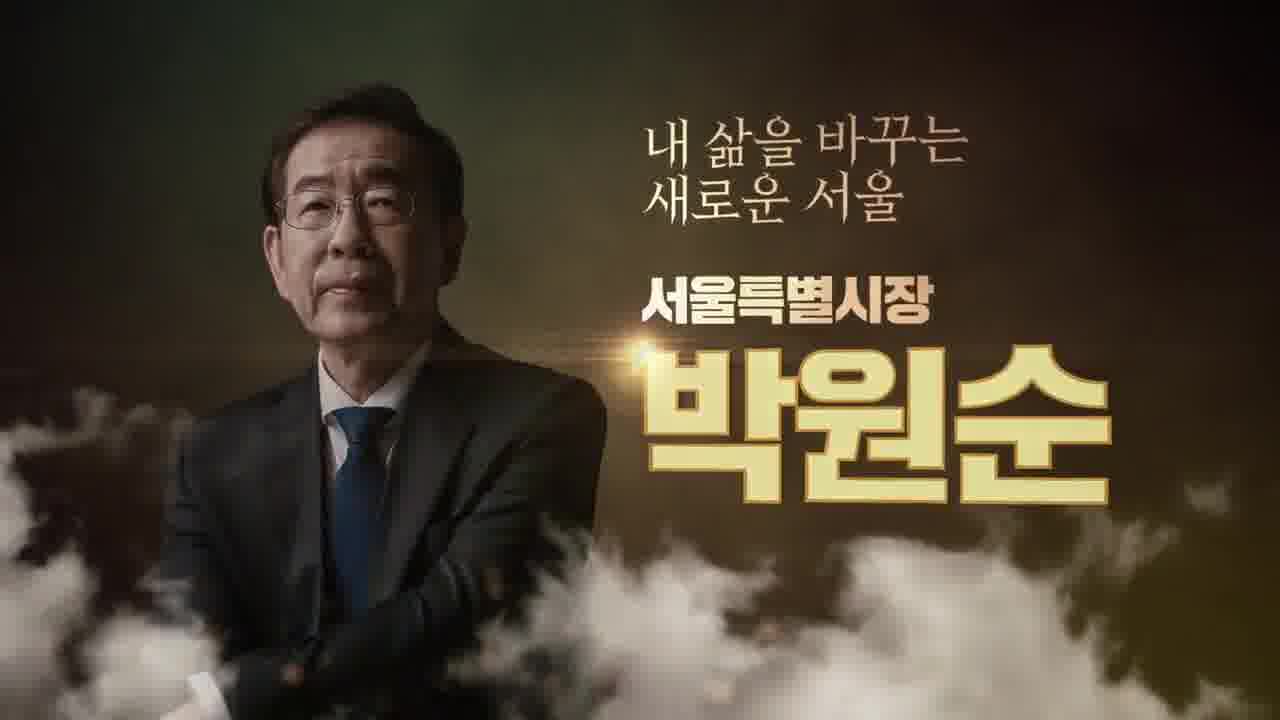 내 삶을 바꾸는
새로운 서울
서울특별시장
박원순